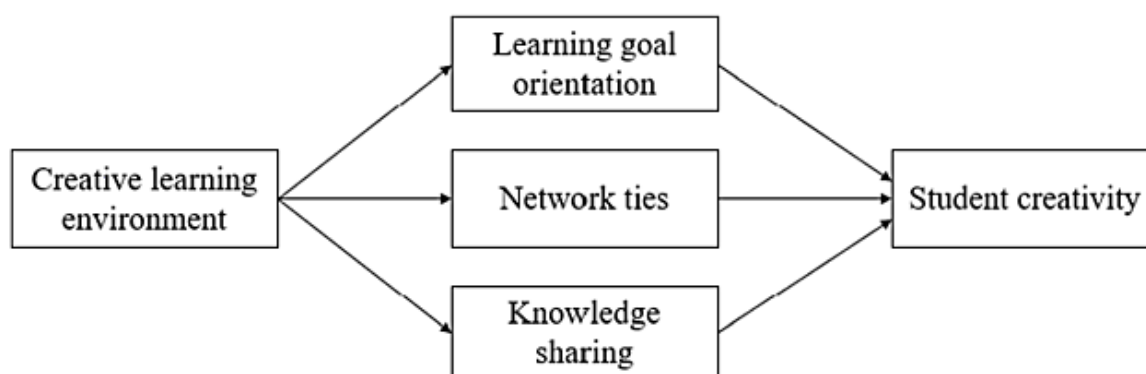 Learning goal
orientation
Creative learning
environment
Network ties
Student creativity
Knowledge
sharing